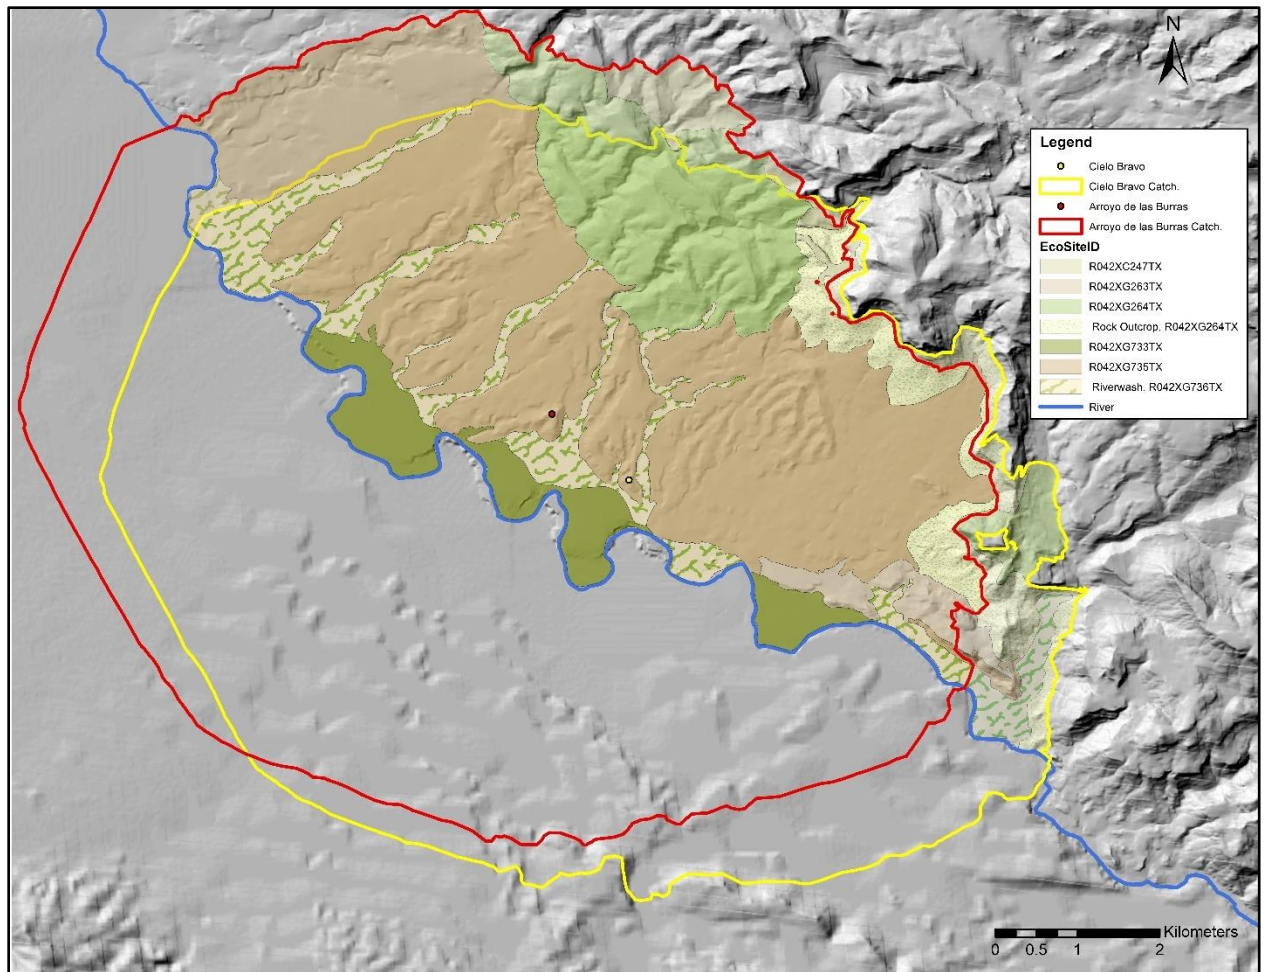 N
Legend
Cielo Bravo
Cielo Bravo Catch.
Arroyo de las Burras
Arroyo de las Burras Catch.
EcoSiteID
R042XC247TX
R042XG263TX
R042XG264TX
Rock Outcrop, R042XG264TX
R042XG733TX
R042XG735TX
Riverwash, R042XG736TX
River
Kilometers
0 0.5 1 2